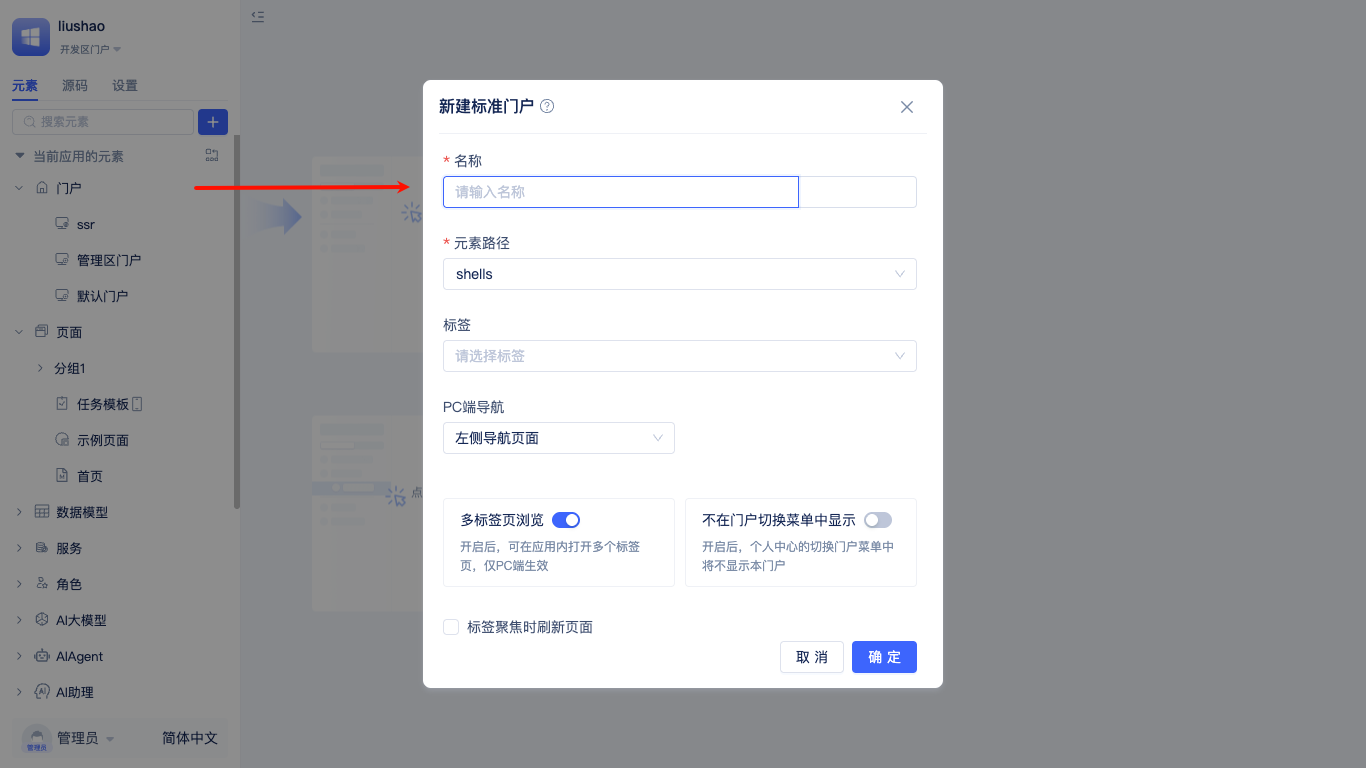 liushao
开发区门户
元素 源码 设置
搜索元素
当前应用的元素
门户
ssr
管理区门户
默认门户
页面
分组1
任务模板
示例页面
首页
数据模型
服务
角色
AI大模型
AIAgent
AI助理
管理员
管理员 简体中文
点
新建标准门户
* 名称
请输入名称
* 元素路径
shells
标签
请选择标签
PC端导航
左侧导航页面
多标签页浏览
开启后，可在应用内打开多个标签
页，仅PC端生效
不在门户切换菜单中显示
开启后，个人中心的切换门户菜单中
将不显示本门户
标签聚焦时刷新页面
取 消
确 定